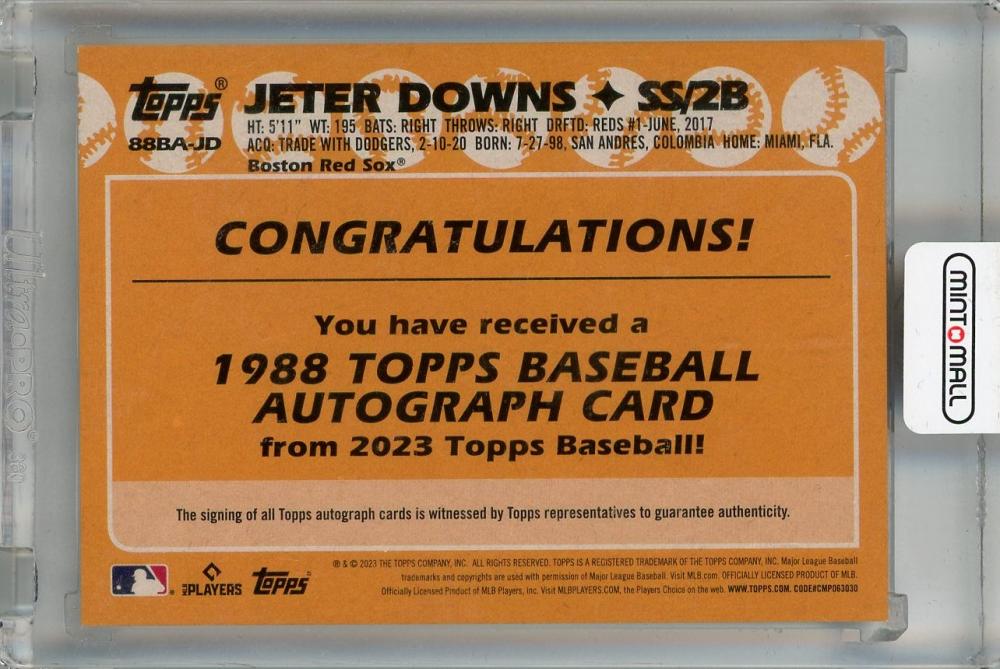 topps®
88BA-JD
JETER DOWNS ✦ SS/2B
HT: 5'11" WT: 195 BATS: RIGHT THROWS: RIGHT DRFTD: REDS #1-JUNE, 2017
ACQ: TRADE WITH DODGERS, 2-10-20 BORN: 7-27-98, SAN ANDRES, COLOMBIA HOME: MIAMI, FLA.
Boston Red Sox®
CONGRATULATIONS!
You have received a
1988 TOPPS BASEBALL
AUTOGRAPH CARD
from 2023 Topps Baseball!
The signing of all Topps autograph cards is witnessed by Topps representatives to guarantee authenticity.
MLB PLAYERS
topps
® & © 2023 THE TOPPS COMPANY, INC. ALL RIGHTS RESERVED. TOPPS IS A REGISTERED TRADEMARK OF THE TOPPS COMPANY, INC. Major League Baseball
trademarks and copyrights are used with permission of Major League Baseball. Visit MLB.com. OFFICIALLY LICENSED PRODUCT OF MLB.
Officially Licensed Product of MLB Players, Inc. Visit MLBPLAYERS.COM, the Players Choice on the web. WWW.TOPPS.COM. CODE#CMP063030
MINT MALL
UltraPRO®